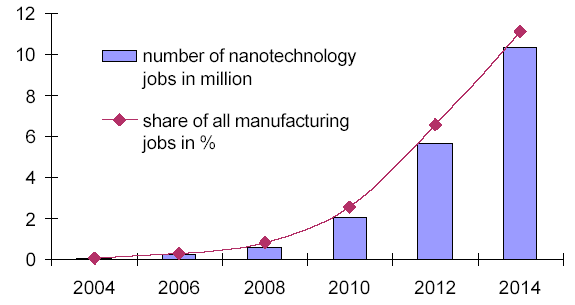 12
10
8
6
4
2
0
number of nanotechnology
jobs in million
share of all manufacturing
jobs in %
2004 2006 2008 2010 2012 2014